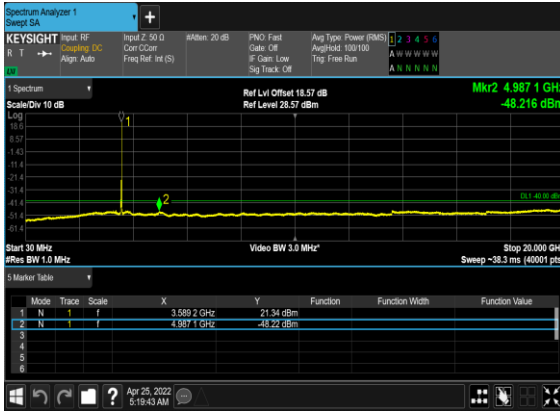 Spectrum Analyzer 1
Swept SA
+
KEYSIGHT
R T
Input: RF
Coupling: DC
Align: Auto
Input Z: 50 Ω
Corr CCorr
Freq Ref: Int (S)
#Atten: 20 dB
PNO: Fast
Gate: Off
IF Gain: Low
Sig Track: Off
Avg Type: Power (RMS)
Avg|Hold: 100/100
Trig: Free Run
1 2 3 4 5 6
A W W W W W
A N N N N N
1 Spectrum
Scale/Div 10 dB
Ref Lvl Offset 18.57 dB
Ref Level 28.57 dBm
Mkr2 4.987 1 GHz
-48.216 dBm
Log
18.6
8.57
-1.43
-11.4
-21.4
-31.4
-41.4
-51.4
-61.4
1
2
DL1 -40.00 dBm
Start 30 MHz
#Res BW 1.0 MHz
Video BW 3.0 MHz*
Stop 20.000 GHz
Sweep ~38.3 ms (40001 pts)
5 Marker Table
Mode Trace Scale X Y Function Function Width Function Value
1 N 1 f 3.589 2 GHz 21.34 dBm
2 N 1 f 4.987 1 GHz -48.22 dBm
3
4
5
6
?
Apr 25, 2022
5:19:43 AM